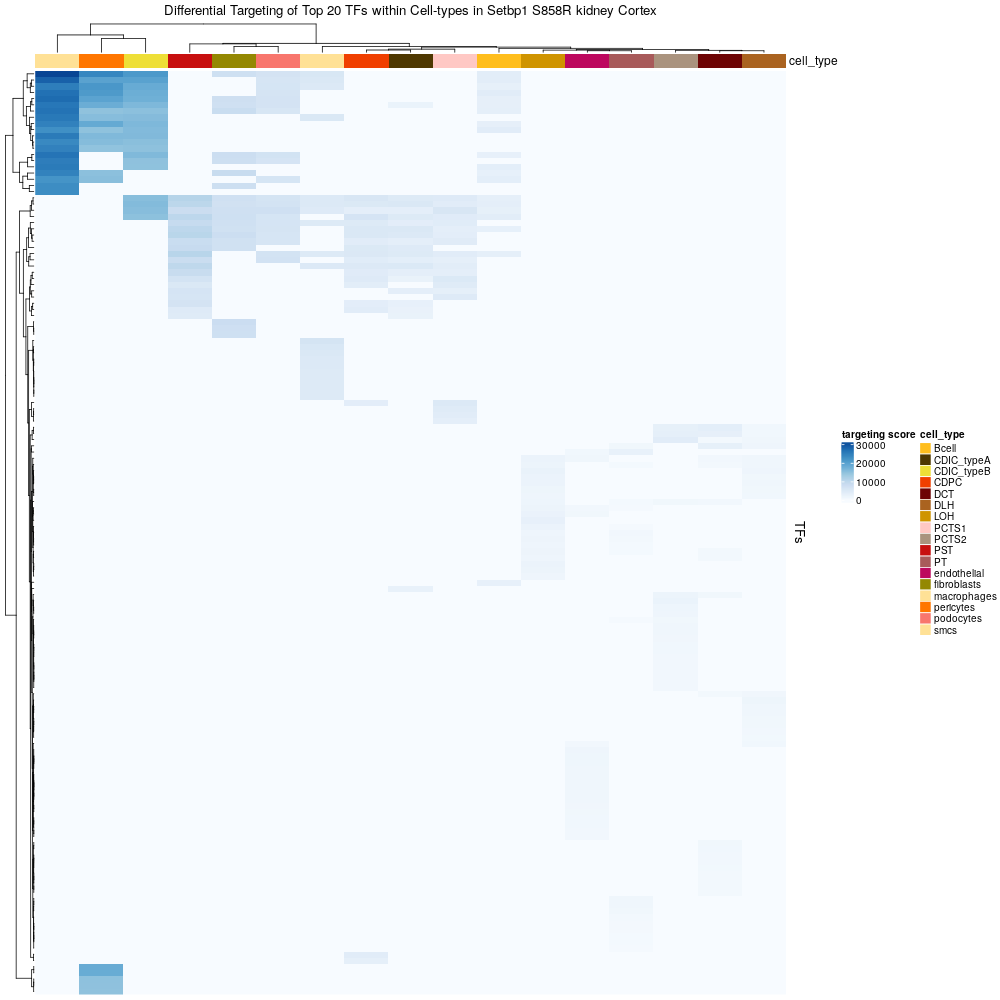 Differential Targeting of Top 20 TFs within Cell-types in Setbp1 S858R kidney Cortex
cell_type
TFs
targeting score
30000
20000
10000
0
cell_type
Bcell
CDIC_typeA
CDIC_typeB
CDPC
DCT
DLH
LOH
PCTS1
PCTS2
PST
PT
endothelial
fibroblasts
macrophages
pericytes
podocytes
smcs